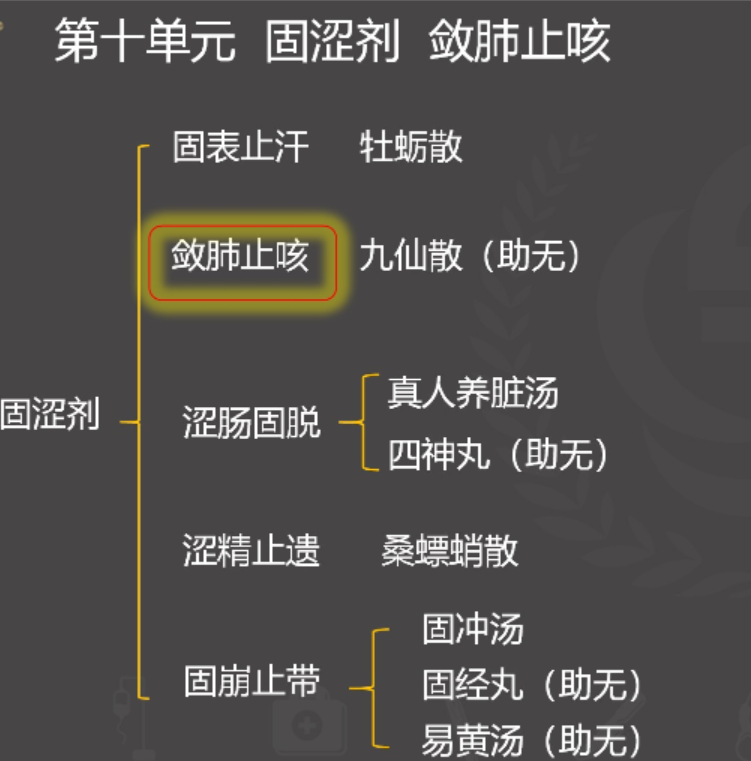 第十单元 固涩剂 敛肺止咳
固表止汗 牡蛎散
敛肺止咳 九仙散（助无）
固涩剂
涩肠固脱
真人养脏汤
四神丸（助无）
涩精止遗 桑螵蛸散
固崩止带
固冲汤
固经丸（助无）
易黄汤（助无）